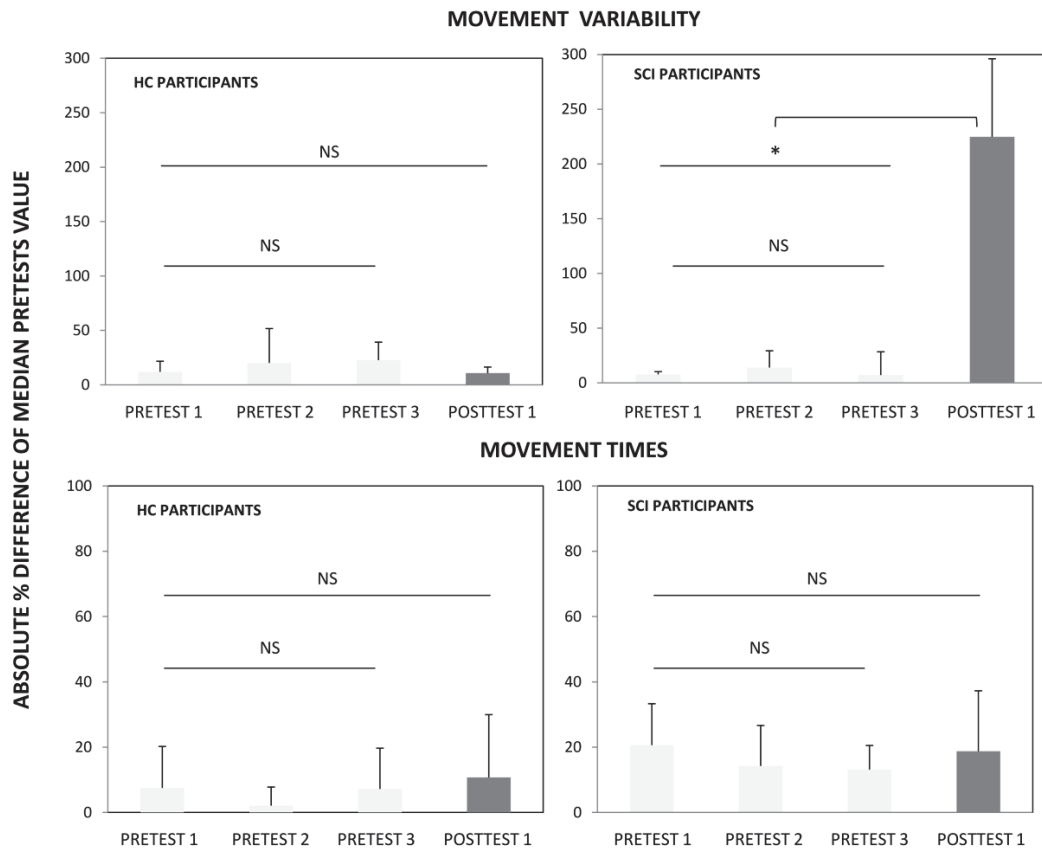 MOVEMENT VARIABILITY
ABSOLUTE % DIFFERENCE OF MEDIAN PRETESTS VALUE
HC PARTICIPANTS
300
250
200
150
100
50
0
NS
NS
PRETEST 1 PRETEST 2 PRETEST 3 POSTTEST 1
SCI PARTICIPANTS
300
250
200
150
100
50
0
*
NS
PRETEST 1 PRETEST 2 PRETEST 3 POSTTEST 1
MOVEMENT TIMES
HC PARTICIPANTS
100
80
60
40
20
0
NS
NS
PRETEST 1 PRETEST 2 PRETEST 3 POSTTEST 1
SCI PARTICIPANTS
100
80
60
40
20
0
NS
NS
PRETEST 1 PRETEST 2 PRETEST 3 POSTTEST 1